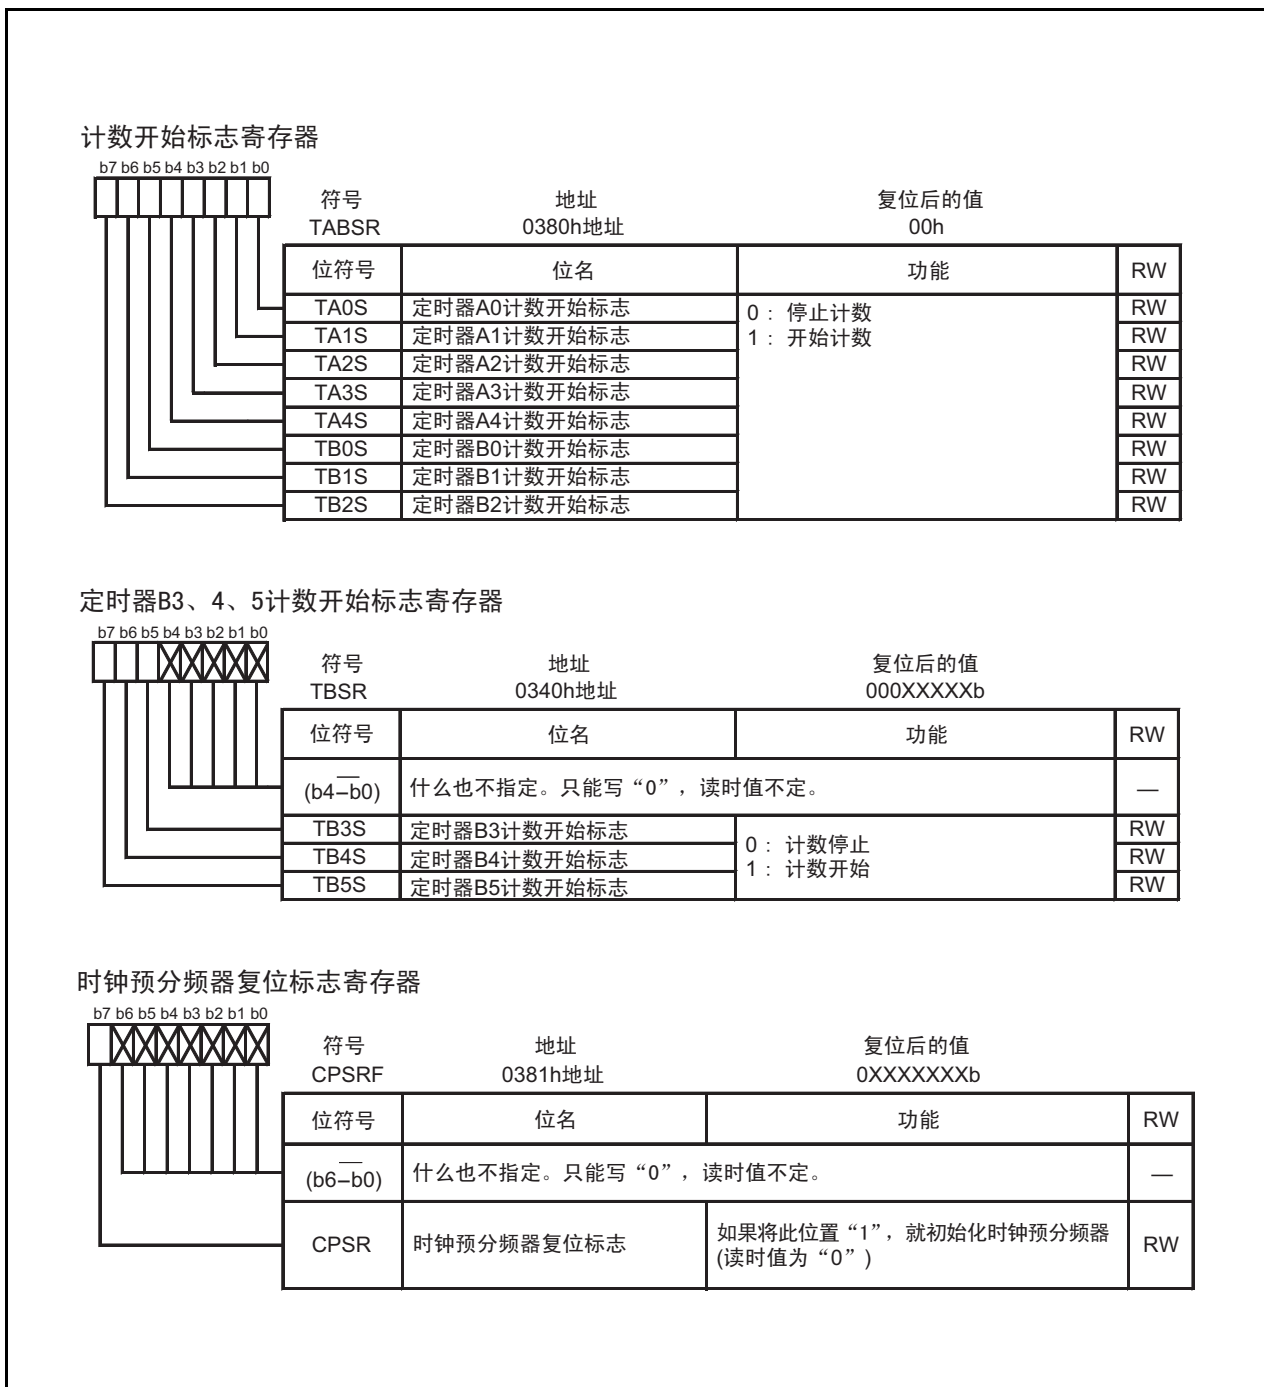 计数开始标志寄存器
b7 b6 b5 b4 b3 b2 b1 b0
符号 地址 复位后的值
TABSR 0380h地址 00h
位符号 位名 功能 RW
TA0S 定时器A0计数开始标志 0：停止计数 RW
TA1S 定时器A1计数开始标志 1：开始计数 RW
TA2S 定时器A2计数开始标志 RW
TA3S 定时器A3计数开始标志 RW
TA4S 定时器A4计数开始标志 RW
TB0S 定时器B0计数开始标志 RW
TB1S 定时器B1计数开始标志 RW
TB2S 定时器B2计数开始标志 RW
定时器B3、4、5计数开始标志寄存器
b7 b6 b5 b4 b3 b2 b1 b0
符号 地址 复位后的值
TBSR 0340h地址 000XXXXXb
位符号 位名 功能 RW
— 
(b4–b0) 什么也不指定。只能写“0”，读时值不定。 —
TB3S 定时器B3计数开始标志 0：计数停止 RW
TB4S 定时器B4计数开始标志 1：计数开始 RW
TB5S 定时器B5计数开始标志 RW
时钟预分频器复位标志寄存器
b7 b6 b5 b4 b3 b2 b1 b0
符号 地址 复位后的值
CPSRF 0381h地址 0XXXXXXXb
位符号 位名 功能 RW
—
(b6–b0) 什么也不指定。只能写“0”，读时值不定。 —
CPSR 时钟预分频器复位标志 如果将此位置“1”，就初始化时钟预分频器 RW
(读时值为“0”)